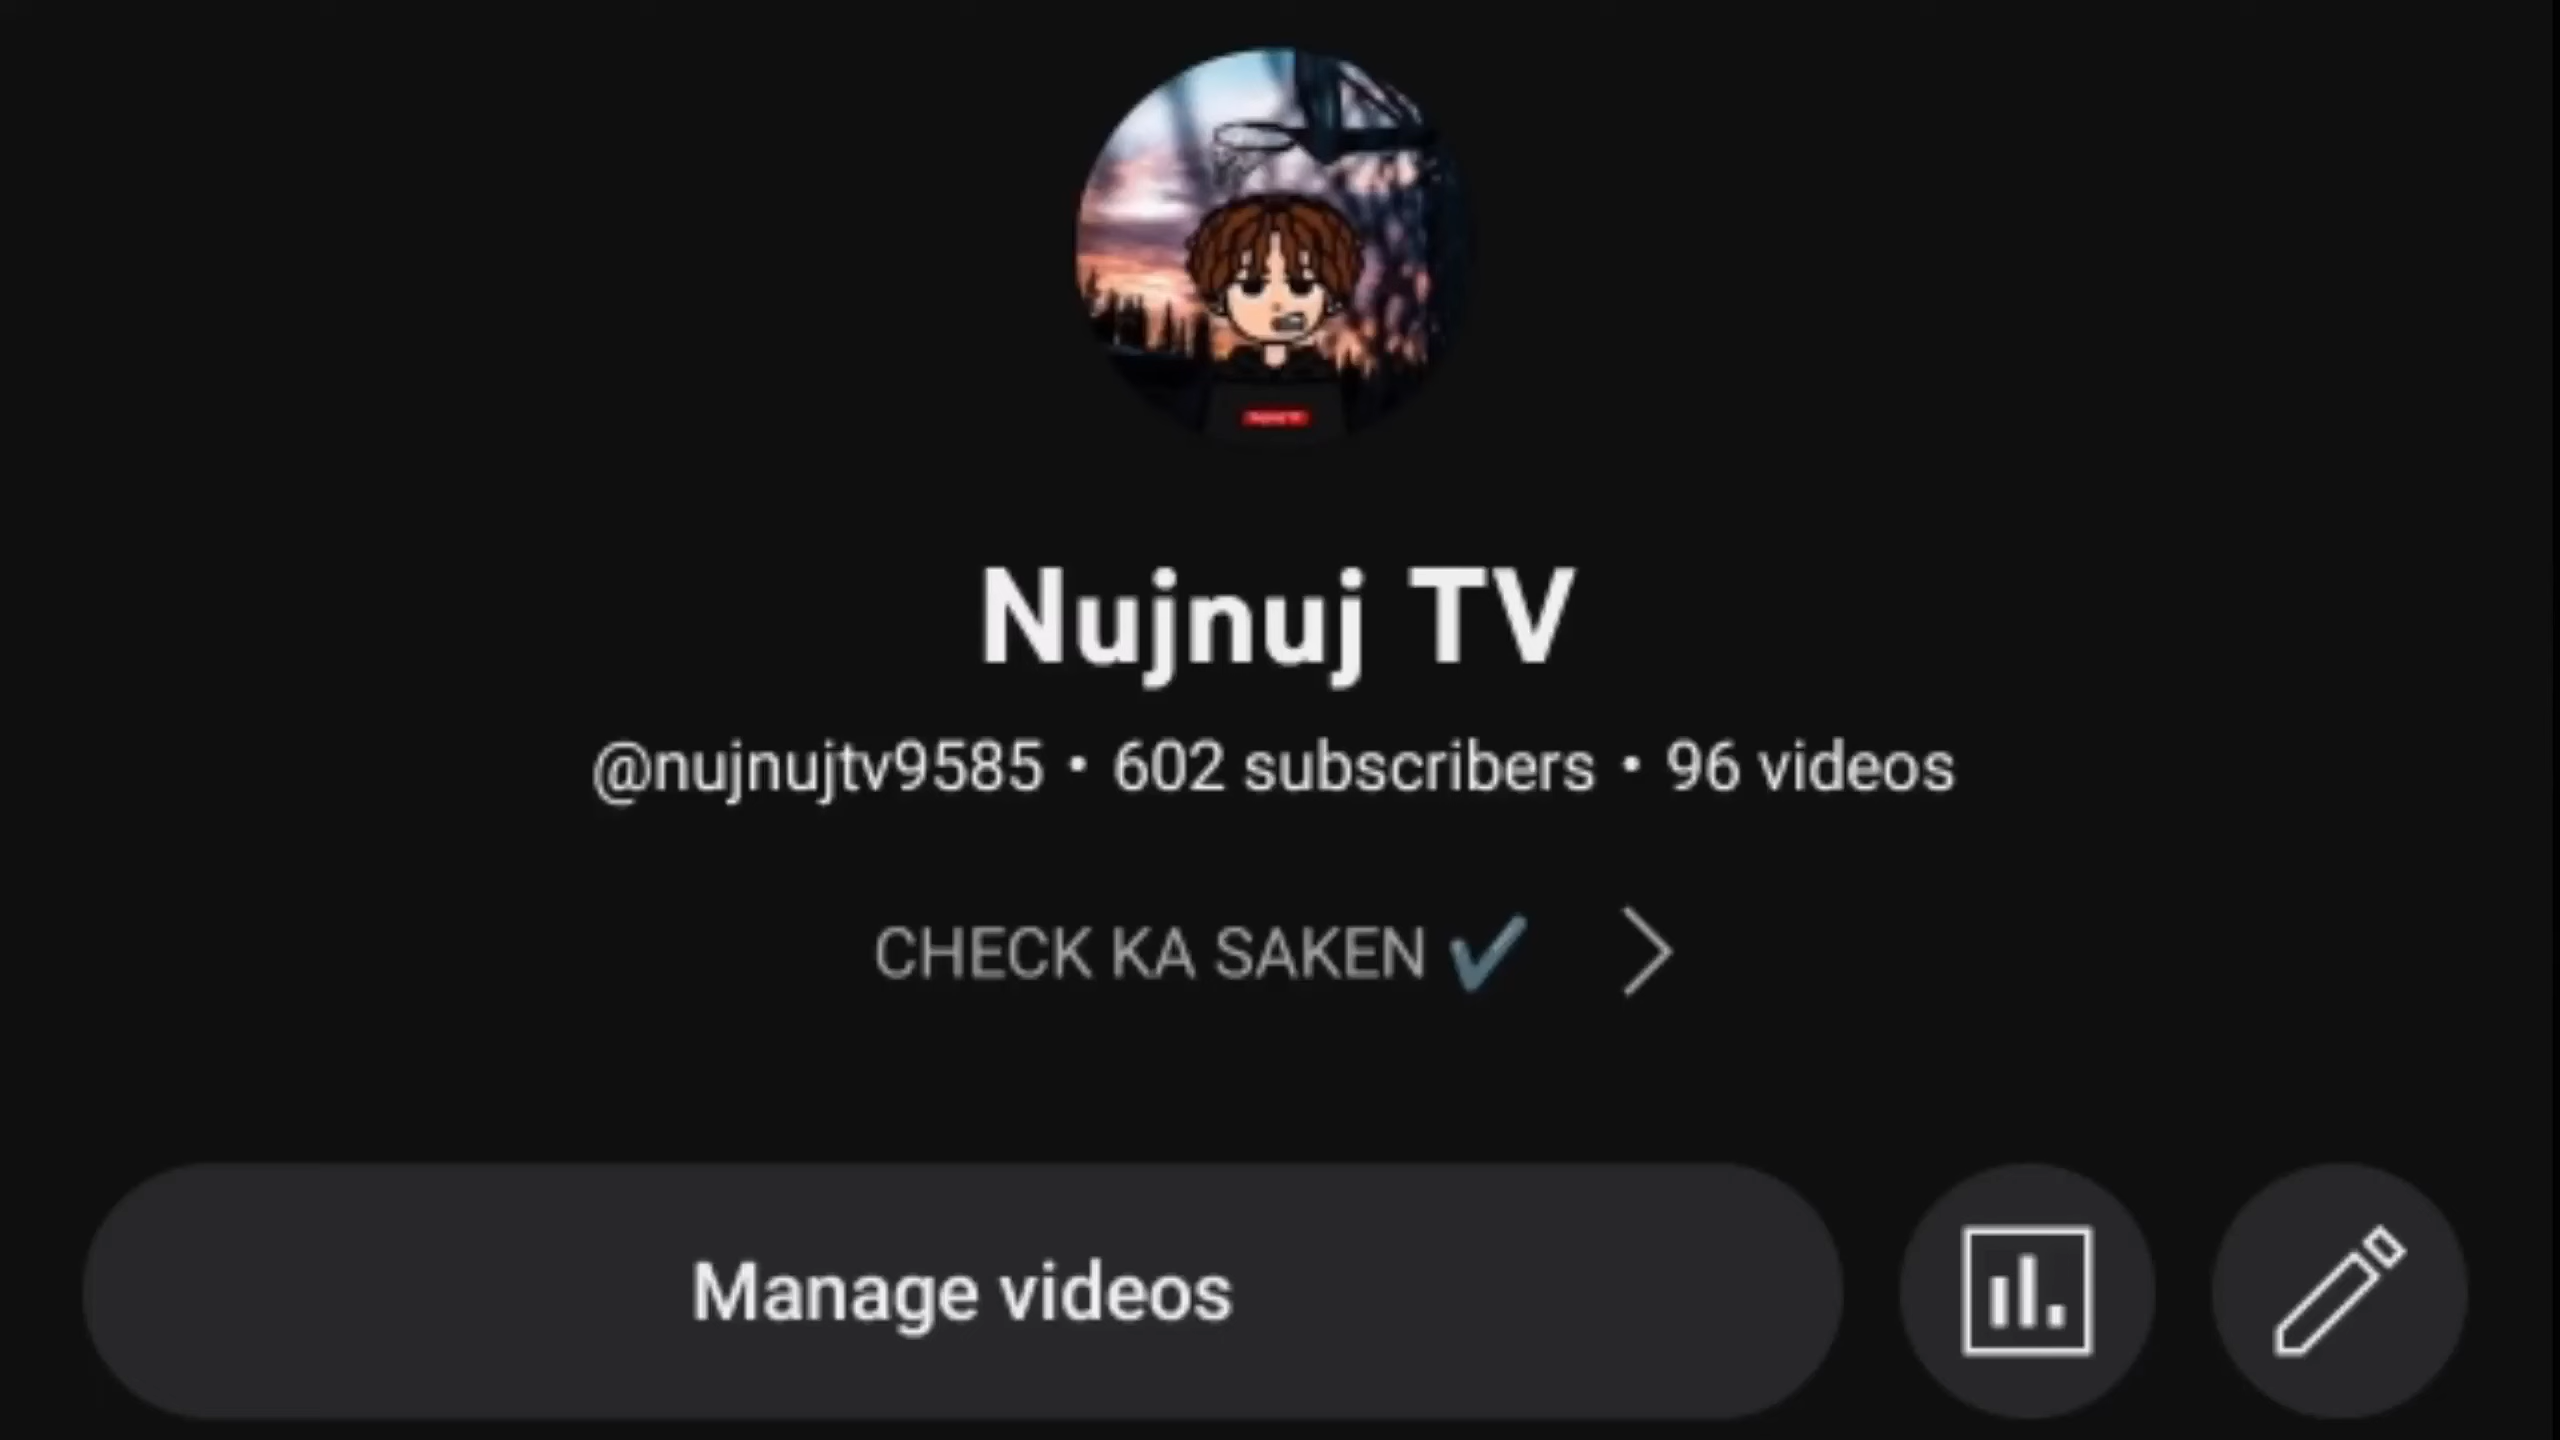 Nujnuj TV
@nujnujtv9585 • 602 subscribers • 96 videos
CHECK KA SAKEN ✔
Manage videos